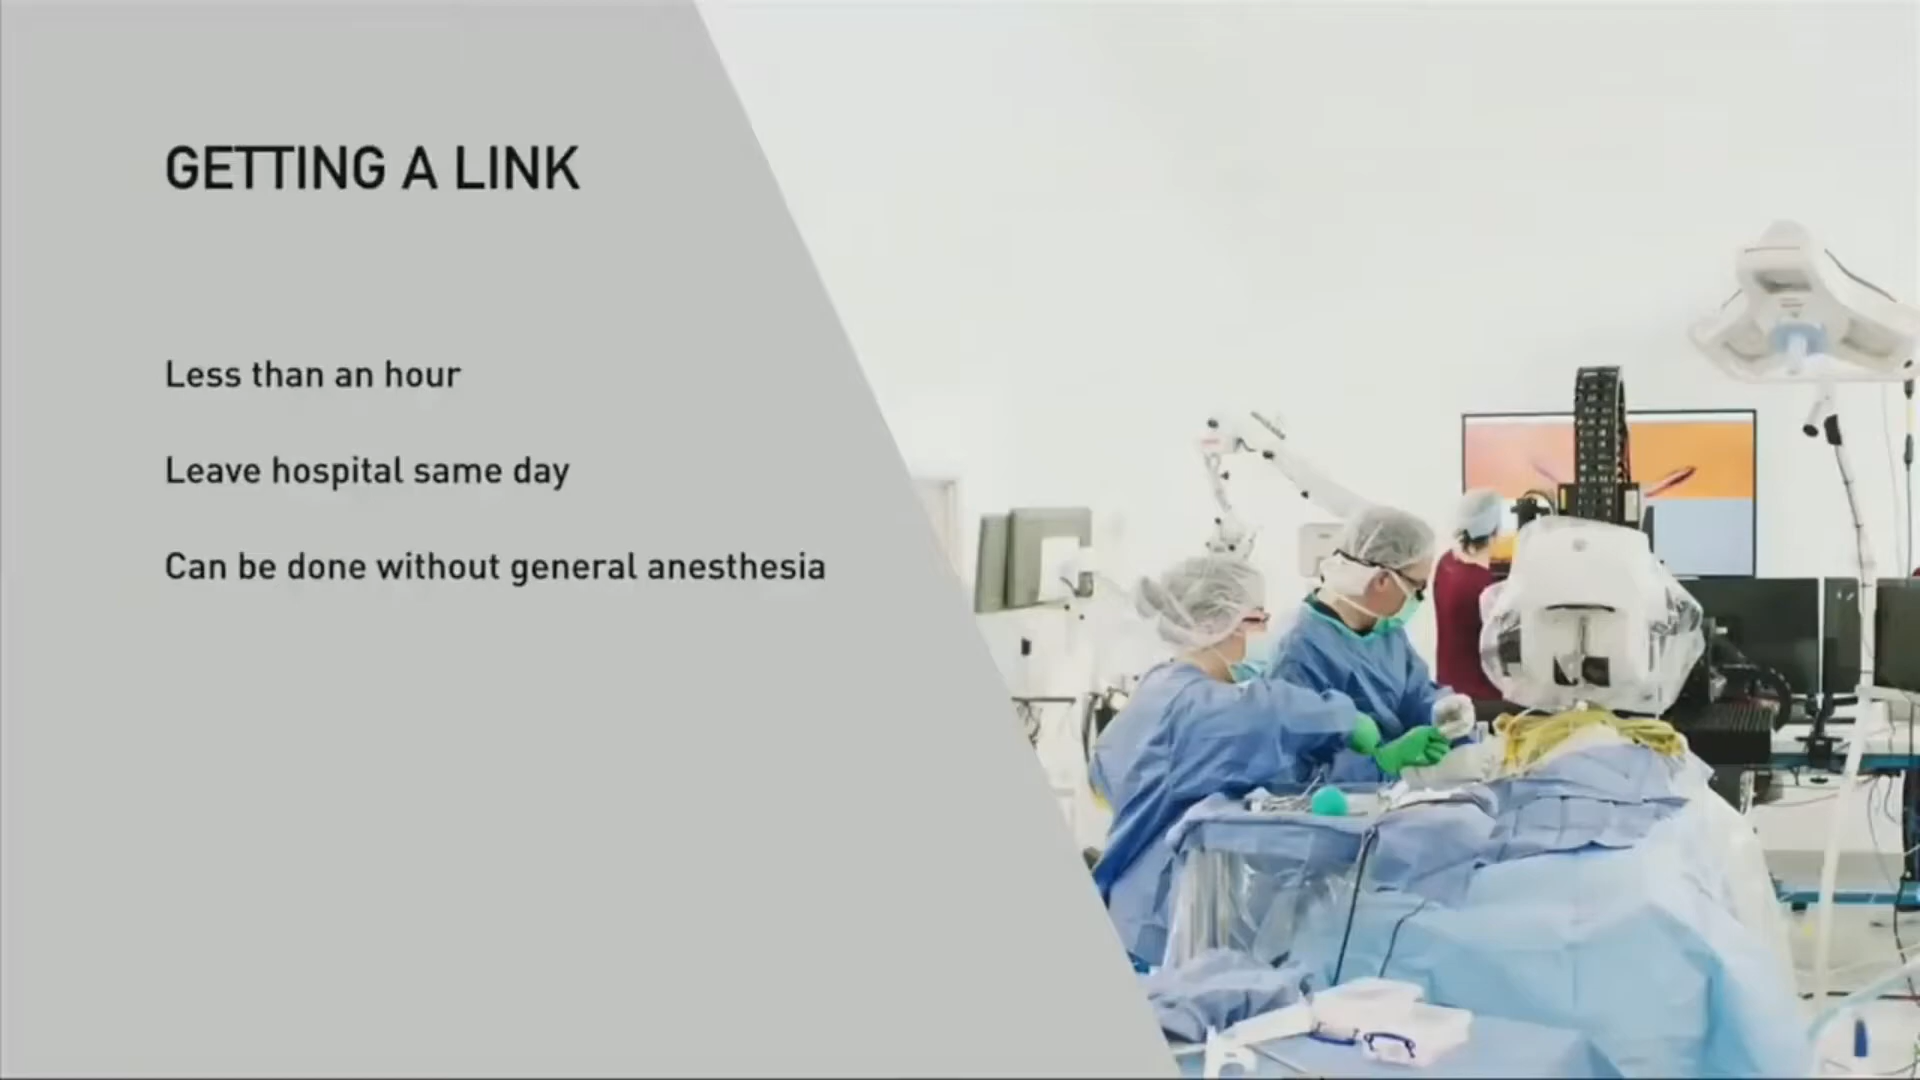 GETTING A LINK
Less than an hour
Leave hospital same day
Can be done without general anesthesia